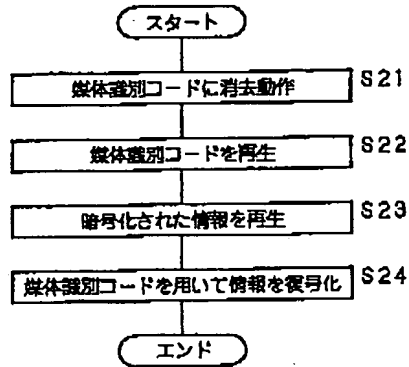 スタート
媒体識別コードに消去動作 S21
媒体識別コードを再生 S22
暗号化された情報を再生 S23
媒体識別コードを用いて情報を復号化 S24
エンド